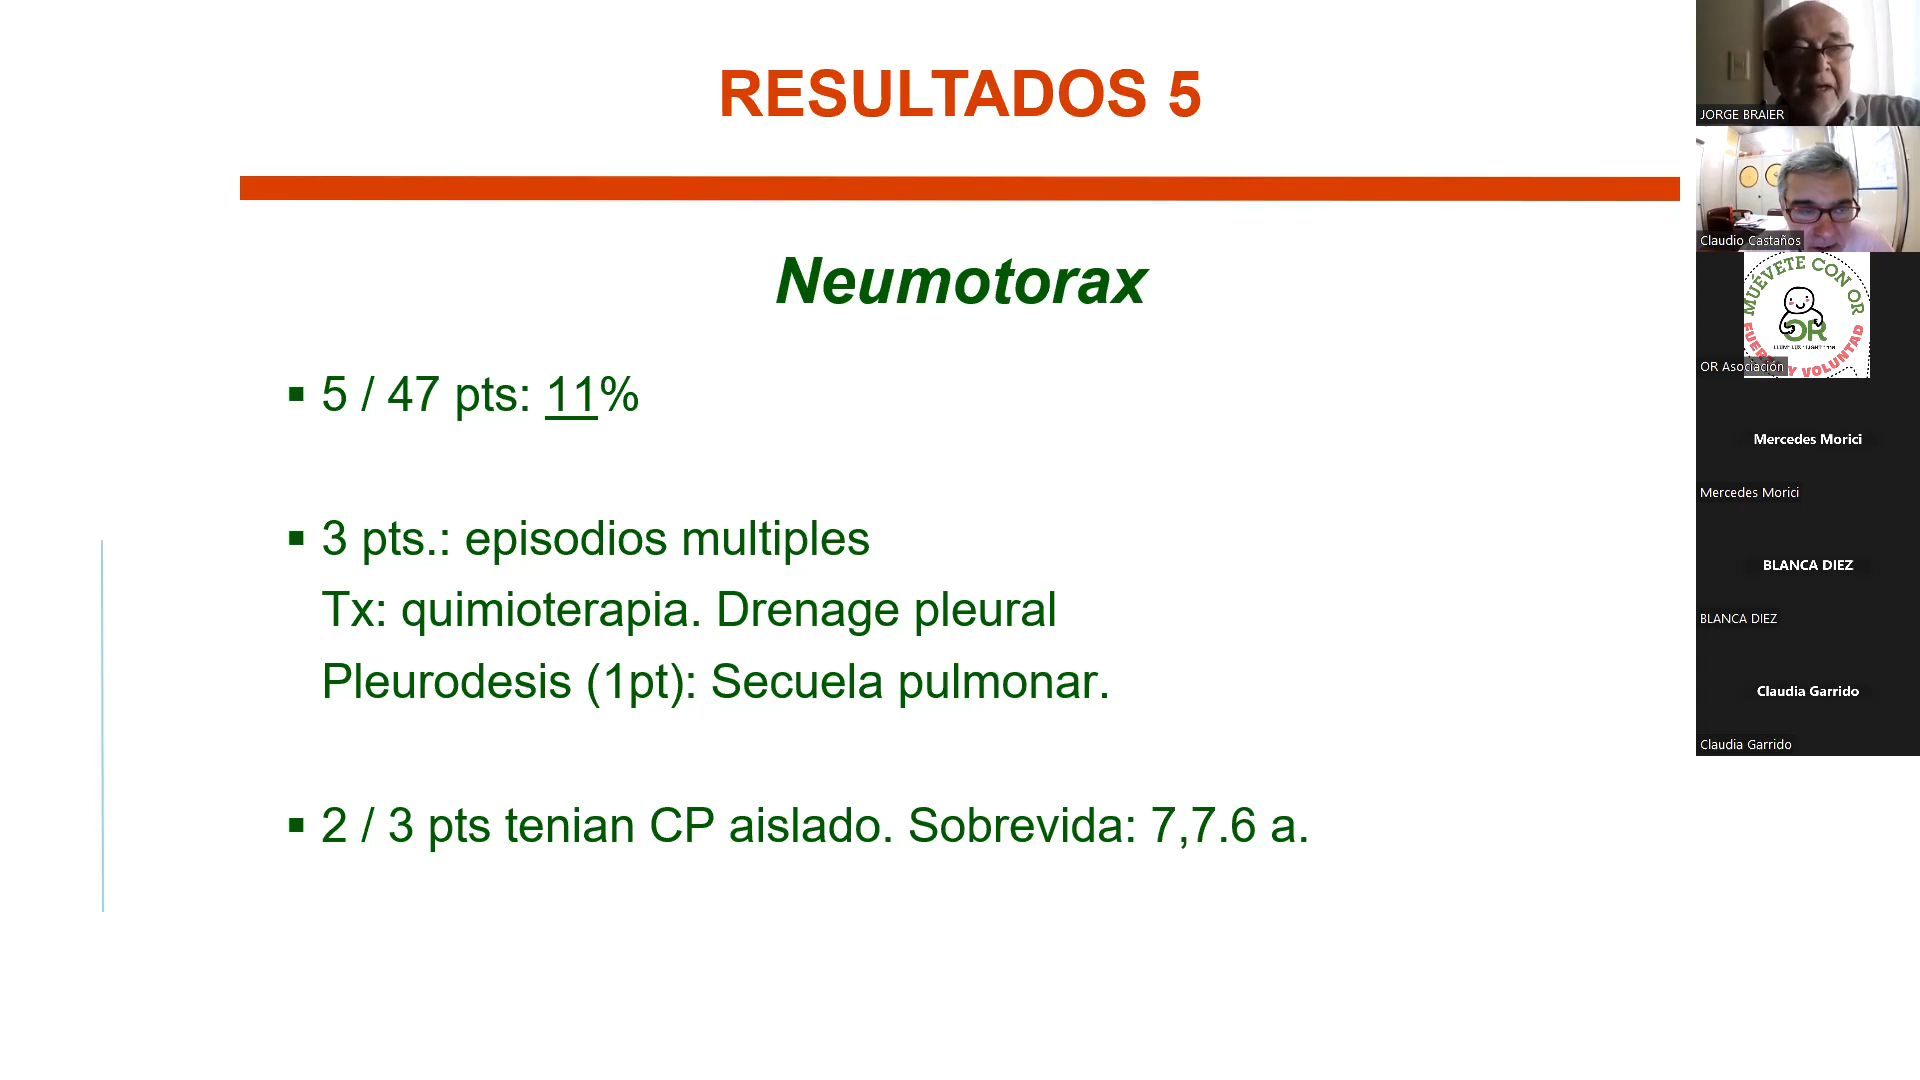 RESULTADOS 5
Neumotorax
▪ 5 / 47 pts: 11%
▪ 3 pts.: episodios multiples
Tx: quimioterapia. Drenage pleural
Pleurodesis (1pt): Secuela pulmonar.
▪ 2 / 3 pts tenian CP aislado. Sobrevida: 7,7.6 a.
JORGE BRAIER
Claudio Castaños
MUÉVETE CON OR
OR
Y VOLUNTAD
OR Asociación
Mercedes Morici
Mercedes Morici
BLANCA DIEZ
BLANCA DIEZ
Claudia Garrido
Claudia Garrido